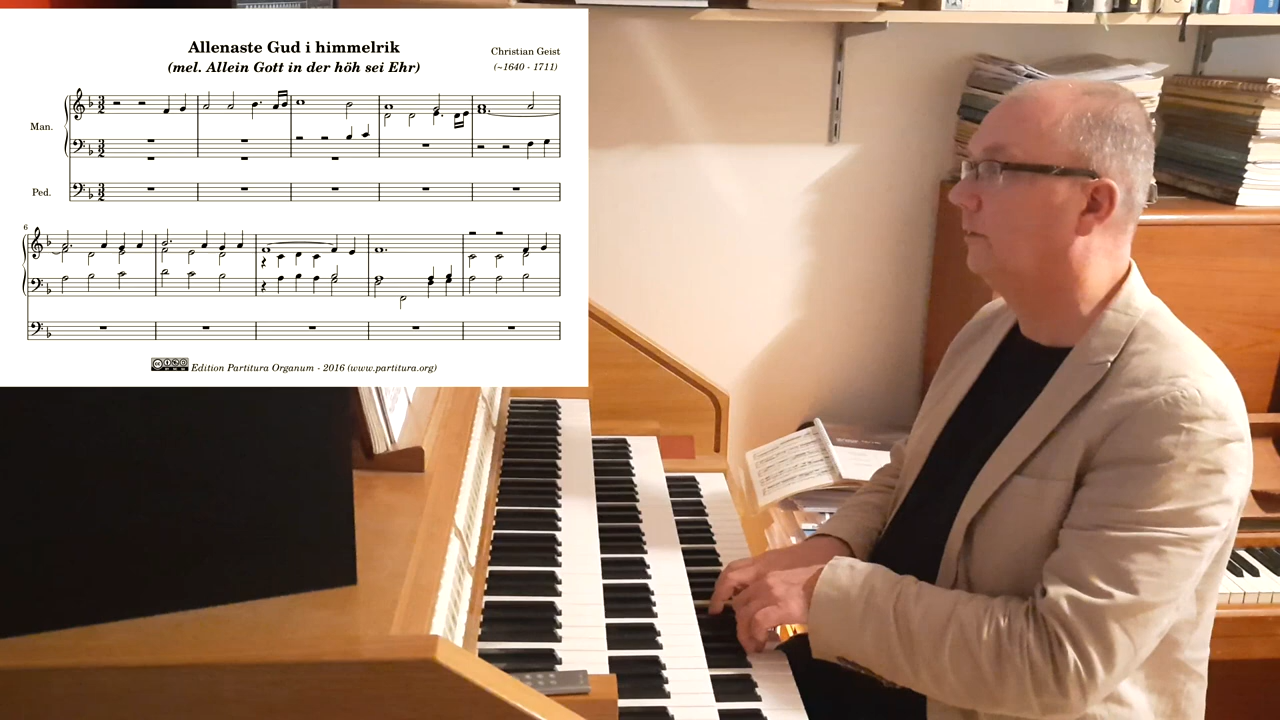 Allenaste Gud i himmelrik
(mel. Allein Gott in der höh sei Ehr)
Christian Geist
(~1640 - 1711)
Man.
Ped.
6
Edition Partitura Organum - 2016 (www.partitura.org)